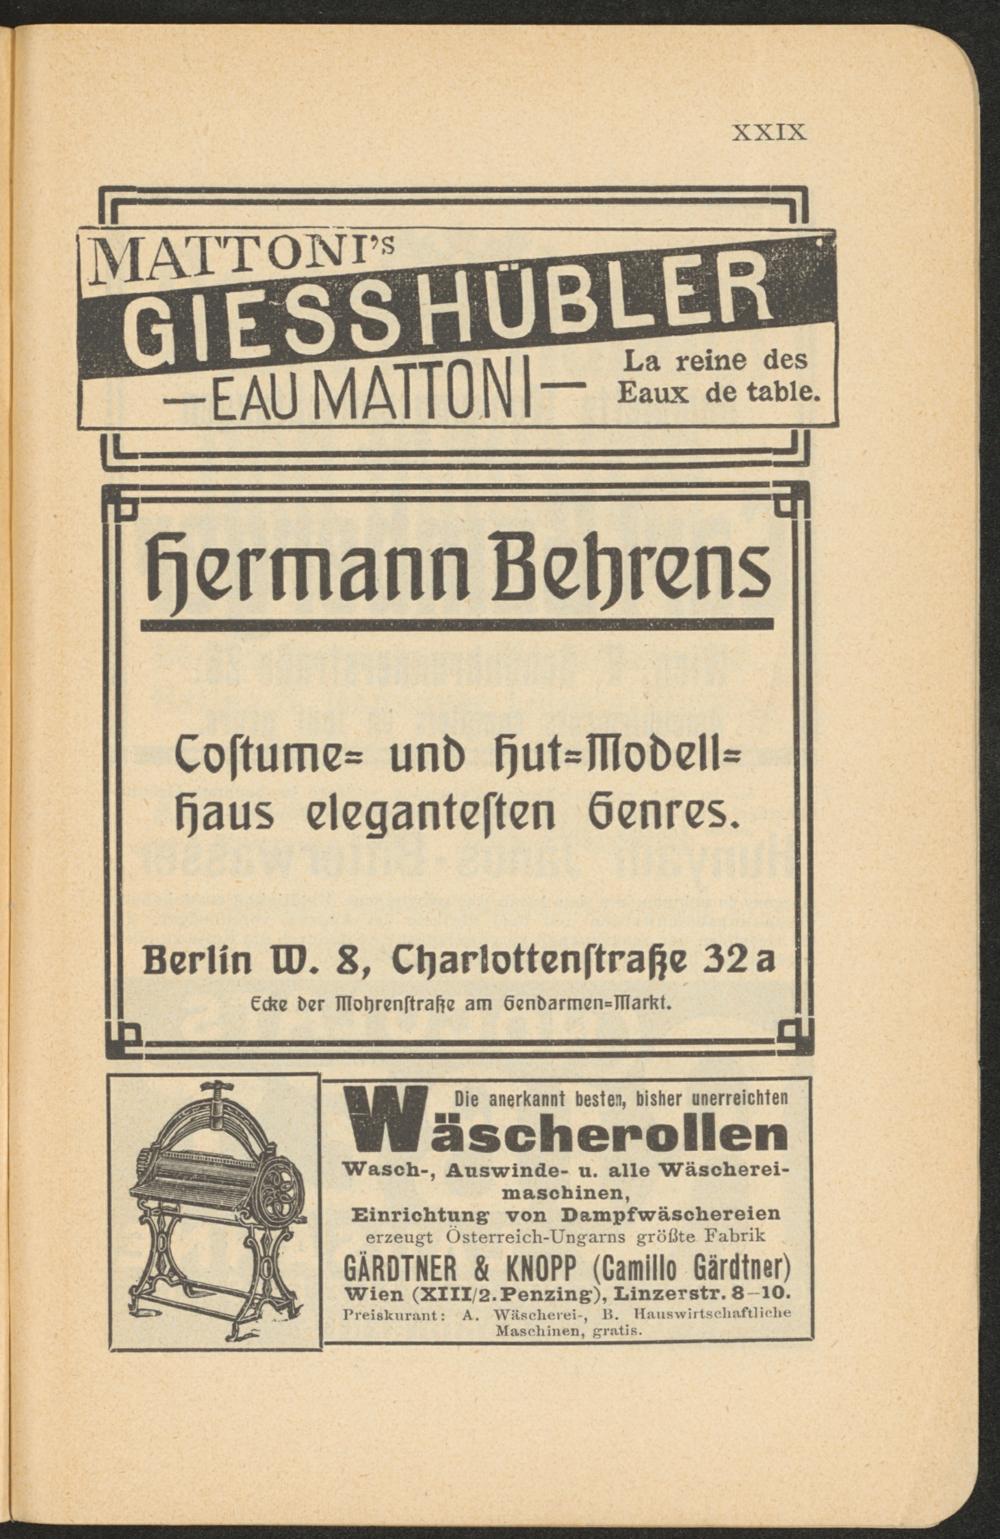 XXIX
MATTONI'S
GIESSHÜBLER
—EAU MATTONI—
La reine des
Eaux de table.
Hermann Behrens
Coſtume= und Hut=Modell=
Haus eleganteſten Genres.
Berlin W. 8, Charlottenſtraße 32a
Ecke der Mohrenſtraße am Gendarmen=Markt.
Die anerkannt besten, bisher unerreichten
Wäscherollen
Wasch-, Auswinde- u. alle Wäscherei-
maschinen,
Einrichtung von Dampfwäschereien
erzeugt Österreich-Ungarns größte Fabrik
GÄRDTNER & KNOPP (Camillo Gärdtner)
Wien (XIII/2. Penzing), Linzerstr. 8—10.
Preiskurant: A. Wäscherei-, B. Hauswirtschaftliche
Maschinen, gratis.